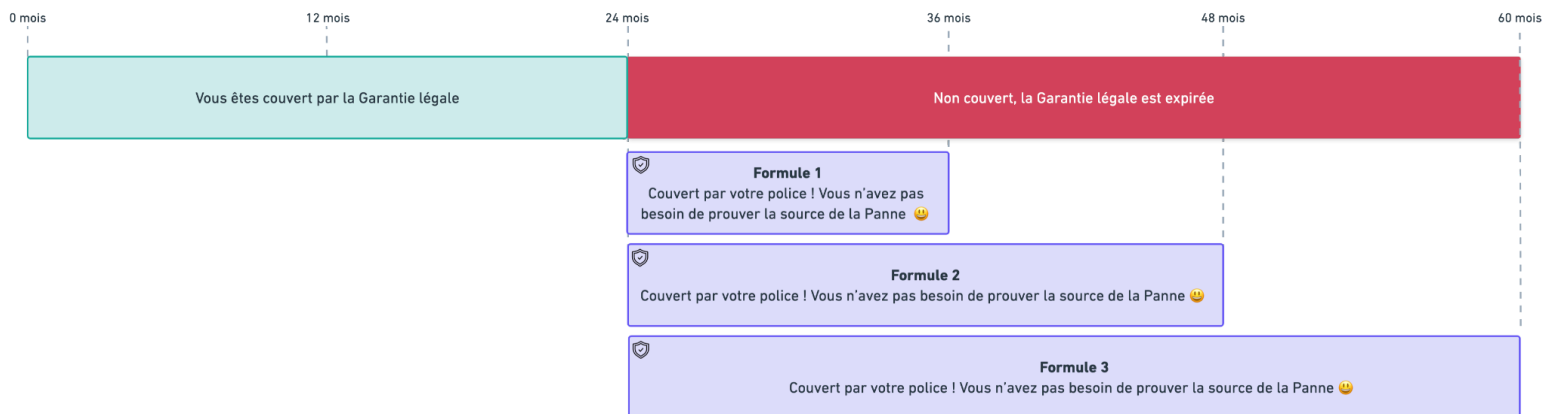 0 mois
12 mois
24 mois
36 mois
48 mois
60 mois
Vous êtes couvert par la Garantie légale
Non couvert, la Garantie légale est expirée
Formule 1
Couvert par votre police ! Vous n’avez pas
besoin de prouver la source de la Panne 😃
Formule 2
Couvert par votre police ! Vous n’avez pas besoin de prouver la source de la Panne 😃
Formule 3
Couvert par votre police ! Vous n’avez pas besoin de prouver la source de la Panne 😃